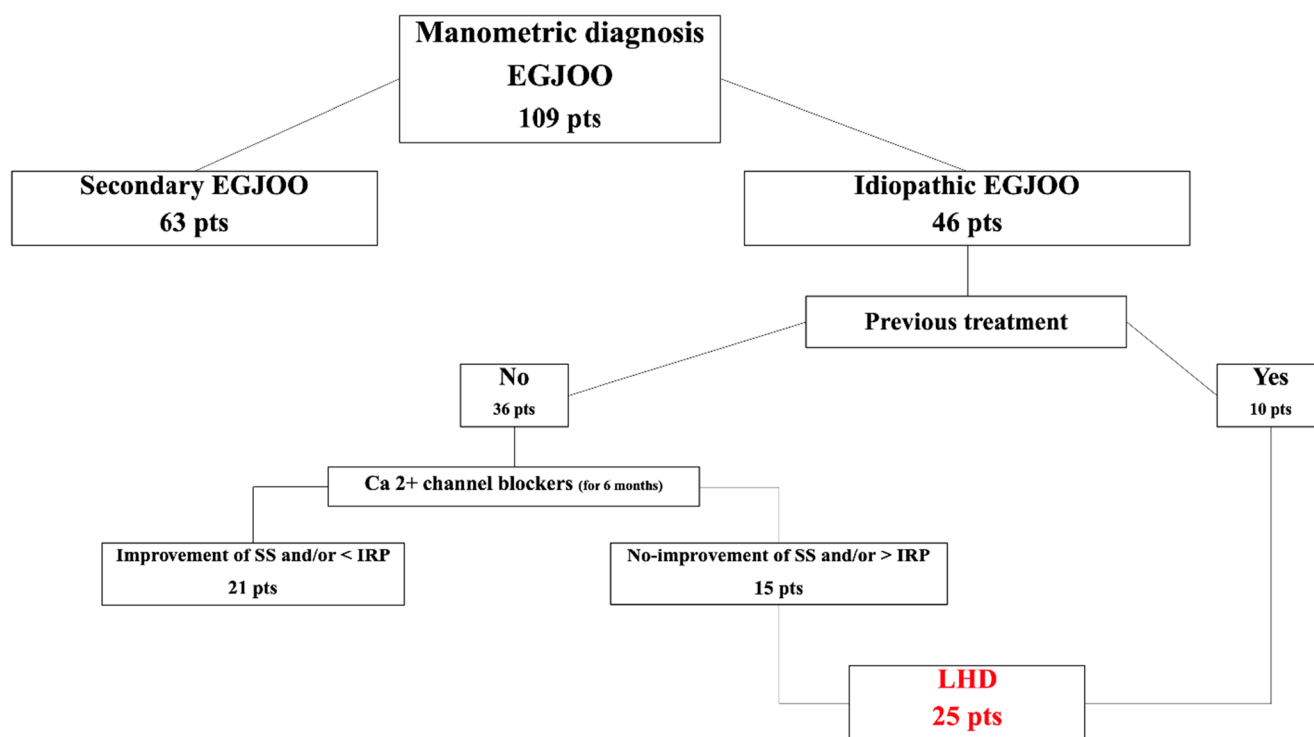 Manometric diagnosis
EGJOO
109 pts
Secondary EGJOO
63 pts
Idiopathic EGJOO
46 pts
Previous treatment
No
36 pts
Yes
10 pts
Ca 2+ channel blockers (for 6 months)
Improvement of SS and/or < IRP
21 pts
No-improvement of SS and/or > IRP
15 pts
LHD
25 pts